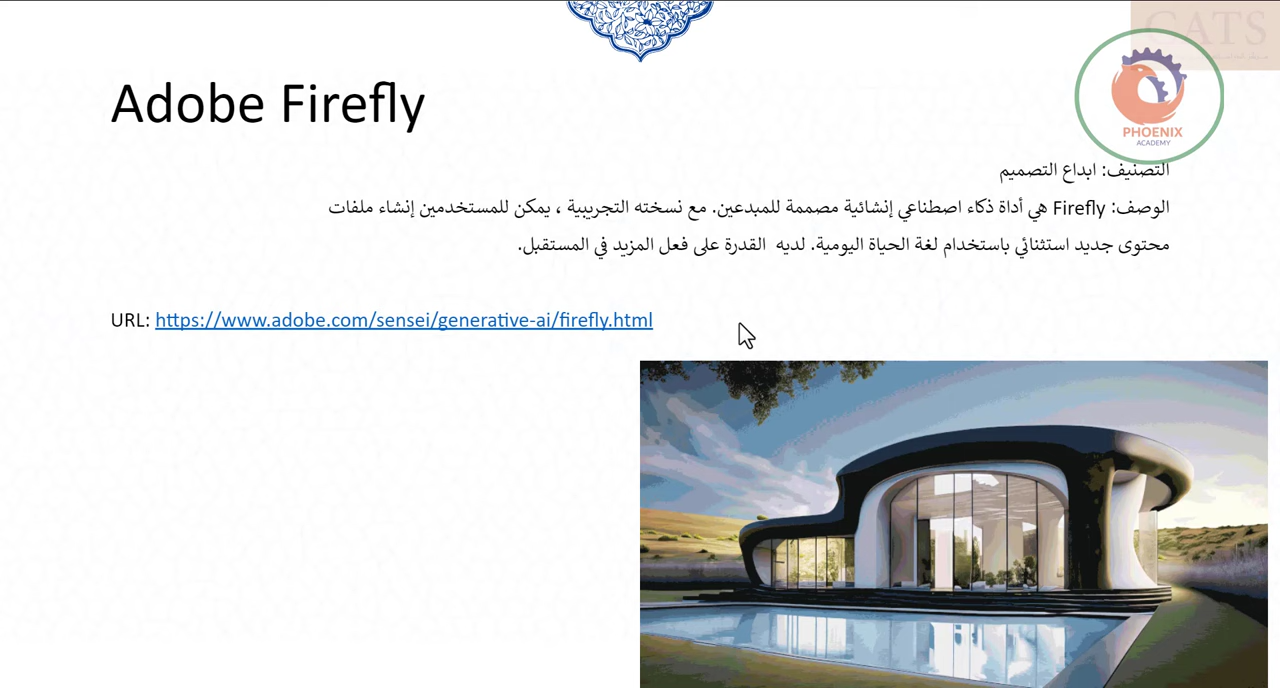 CATS
PHOENIX
ACADEMY
Adobe Firefly
التصنيف: ابداع التصميم
الوصف: Firefly هي أداة ذكاء اصطناعي إنشائية مصممة للمبدعين. مع نسخته التجريبية ، يمكن للمستخدمين إنشاء ملفات
محتوى جديد استثنائي باستخدام لغة الحياة اليومية. لديه القدرة على فعل المزيد في المستقبل.
URL: https://www.adobe.com/sensei/generative-ai/firefly.html